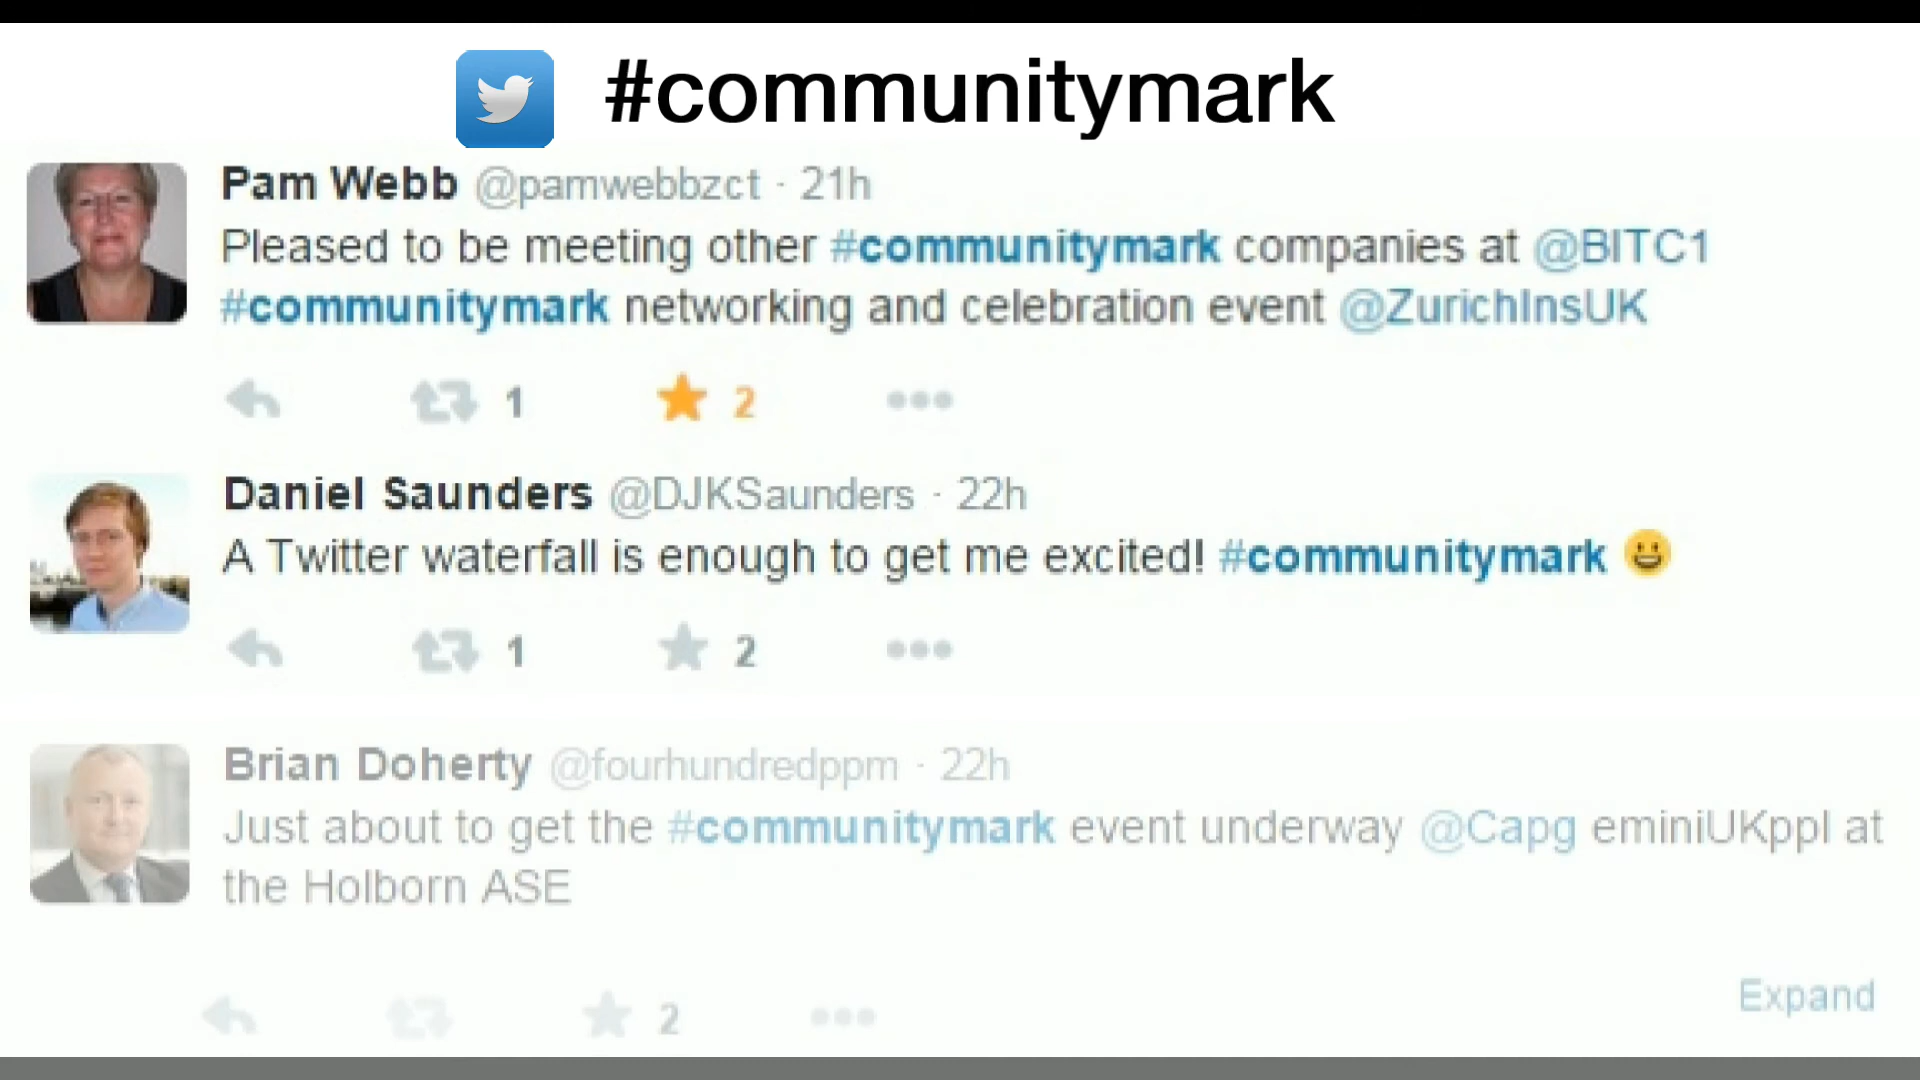 #communitymark
Pam Webb @pamwebbzct · 21h
Pleased to be meeting other #communitymark companies at @BITC1
#communitymark networking and celebration event @ZurichInsUK
1 2
Daniel Saunders @DJKSaunders · 22h
A Twitter waterfall is enough to get me excited! #communitymark 😀
1 2
Brian Doherty @fourhundredppm · 22h
Just about to get the #communitymark event underway @Capg eminiUKppl at
the Holborn ASE
Expand
2